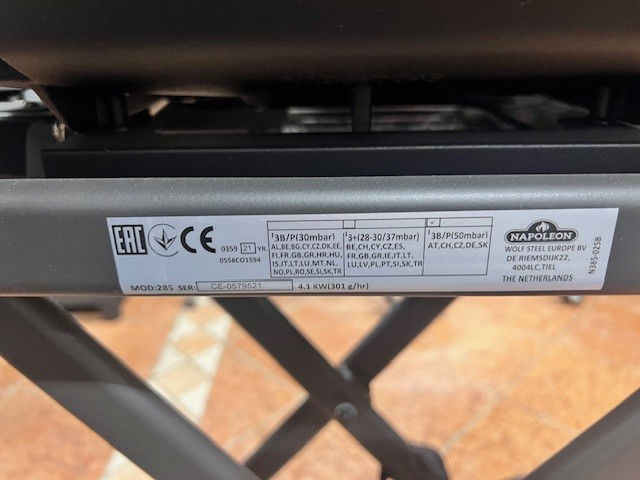 EAC CE 0359 21 YR.
0558CO1594
I3B/P(30mbar)
AL,BE,BG,CY,CZ,DK,EE,
FI,FR,GB,GR,HR,HU,
IS,IT,LT,LU,MT,NL,
NO,PL,RO,SE,SI,SK,TR
I3+(28-30/37mbar)
BE,CH,CY,CZ,ES,
FR,GB,GR,IE,IT,LT,
LU,LV,PL,PT,SI,SK,TR
I3B/P(50mbar)
AT,CH,CZ,DE,SK
NAPOLEON
WOLF STEEL EUROPE BV
DE RIEMSDIJK22,
4004LC,TIEL
THE NETHERLANDS
N385-0258
MOD:285 SER: CE-0579521 4.1 KW(301 g/hr)